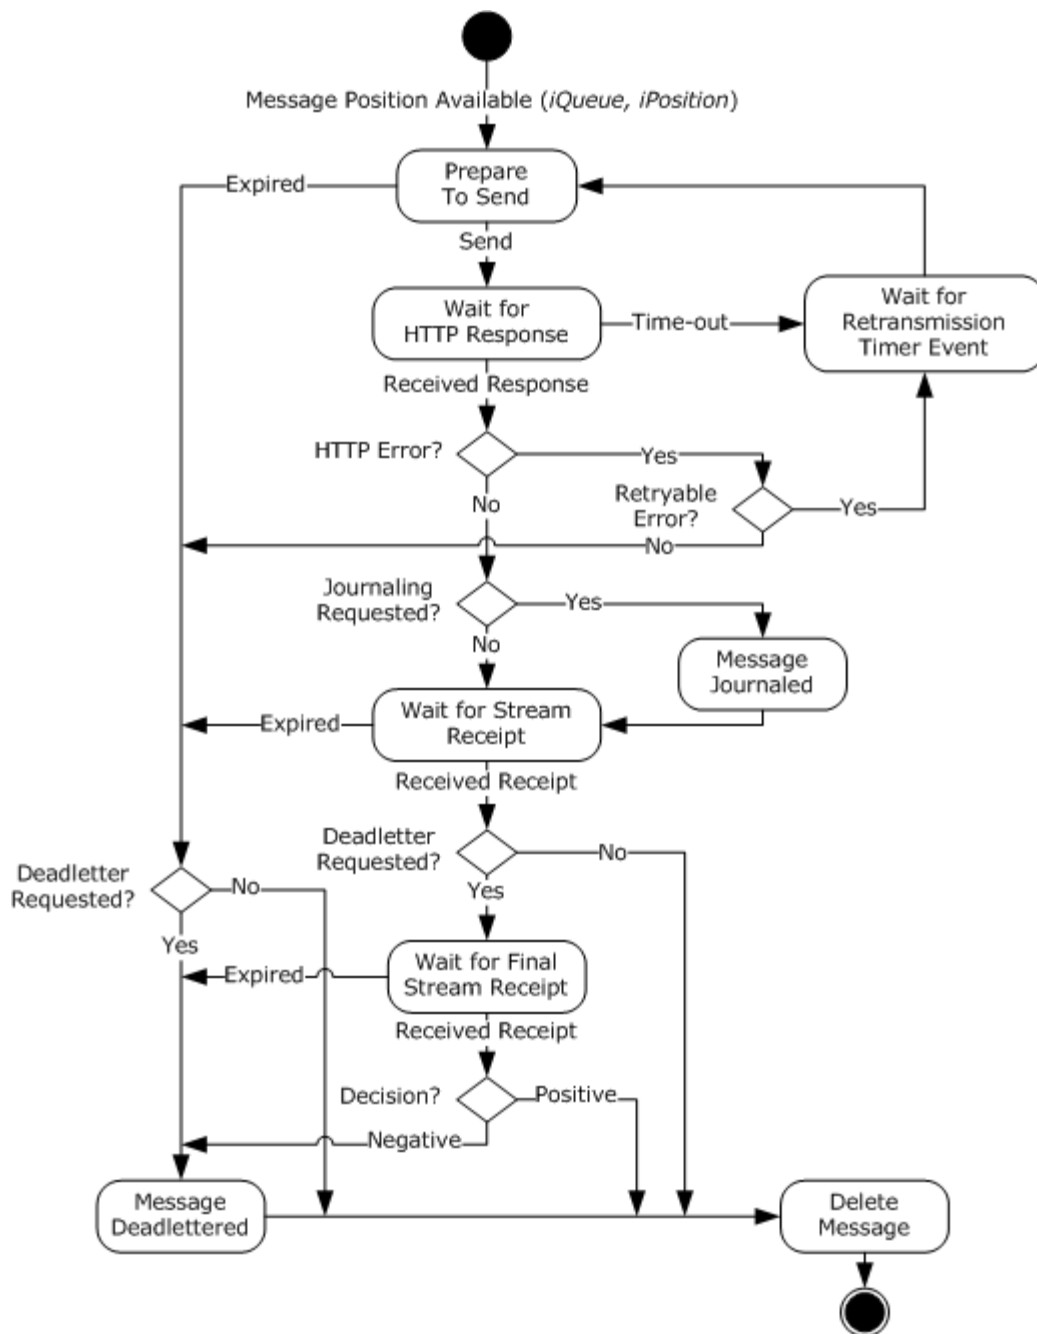 Message Position Available (iQueue, iPosition)
Expired
Prepare
To Send
Send
Wait for
HTTP Response
Time-out
Wait for
Retransmission
Timer Event
Received Response
HTTP Error?
Yes
No
Retryable
Error?
Yes
No
Journaling
Requested?
Yes
No
Message
Journaled
Expired
Wait for Stream
Receipt
Received Receipt
Deadletter
Requested?
No
Yes
Deadletter
Requested?
No
Yes
Expired
Wait for Final
Stream Receipt
Received Receipt
Decision?
Positive
Negative
Message
Deadlettered
Delete
Message